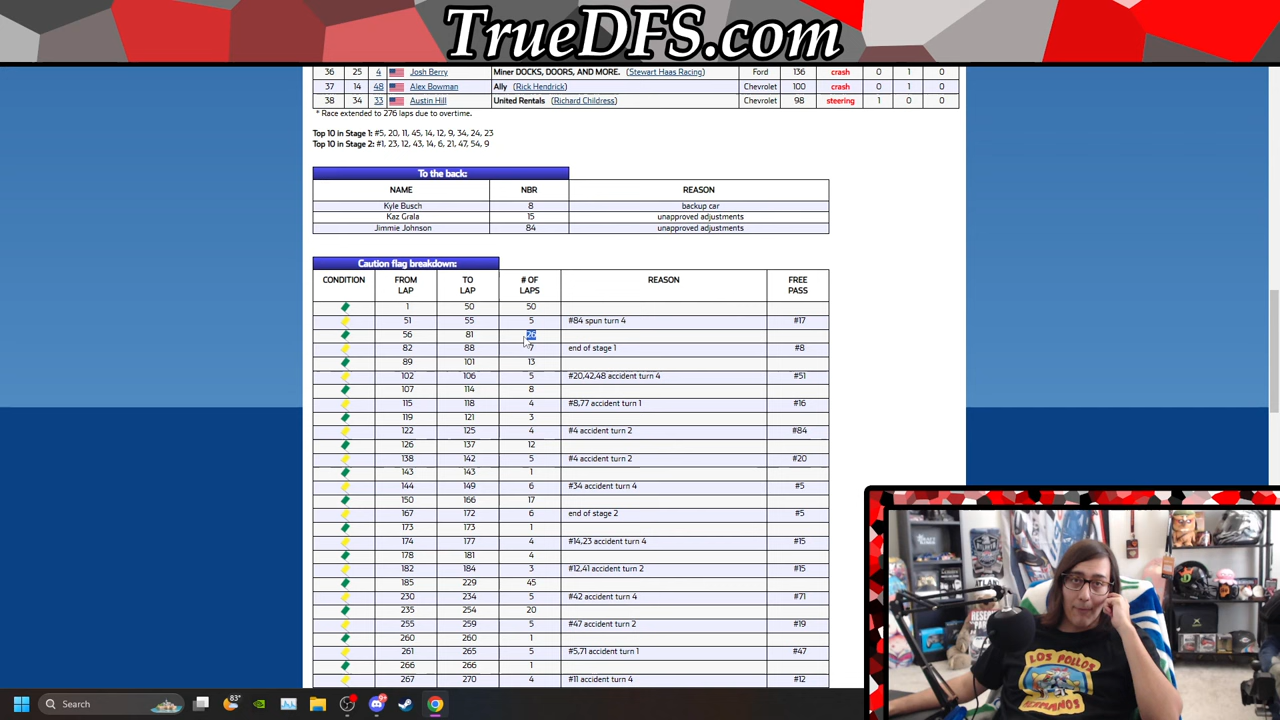 TrueDFS.com
36 25 4 Josh Berry Miner DOCKS, DOORS, AND MORE. (Stewart Haas Racing) Ford 136 crash 0 1 0
37 14 48 Alex Bowman Ally (Rick Hendrick) Chevrolet 100 crash 0 1 0
38 34 33 Austin Hill United Rentals (Richard Childress) Chevrolet 98 steering 1 0 0
* Race extended to 276 laps due to overtime.
Top 10 in Stage 1: #5, 20, 11, 45, 14, 12, 9, 34, 24, 23
Top 10 in Stage 2: #1, 23, 12, 43, 14, 6, 21, 47, 54, 9
To the back:
NAME NBR REASON
Kyle Busch 8 backup car
Kaz Grala 15 unapproved adjustments
Jimmie Johnson 84 unapproved adjustments
Caution flag breakdown:
CONDITION FROM LAP TO LAP # OF LAPS REASON FREE PASS
1 50 50
51 55 5 #84 spun turn 4 #17
56 81 26
82 88 7 end of stage 1 #8
89 101 13
102 106 5 #20,42,48 accident turn 4 #51
107 114 8
115 118 4 #8,77 accident turn 1 #16
119 121 3
122 125 4 #4 accident turn 2 #84
126 137 12
138 142 5 #4 accident turn 2 #20
143 143 1
144 149 6 #34 accident turn 4 #5
150 166 17
167 172 6 end of stage 2 #5
173 173 1
174 177 4 #14,23 accident turn 4 #15
178 181 4
182 184 3 #12,41 accident turn 2 #15
185 229 45
230 234 5 #42 accident turn 4 #71
235 254 20
255 259 5 #47 accident turn 2 #19
260 260 1
261 265 5 #5,71 accident turn 1 #47
266 266 1
267 270 4 #11 accident turn 4 #12
LOS POLLOS
HERMANOS
Search
83°